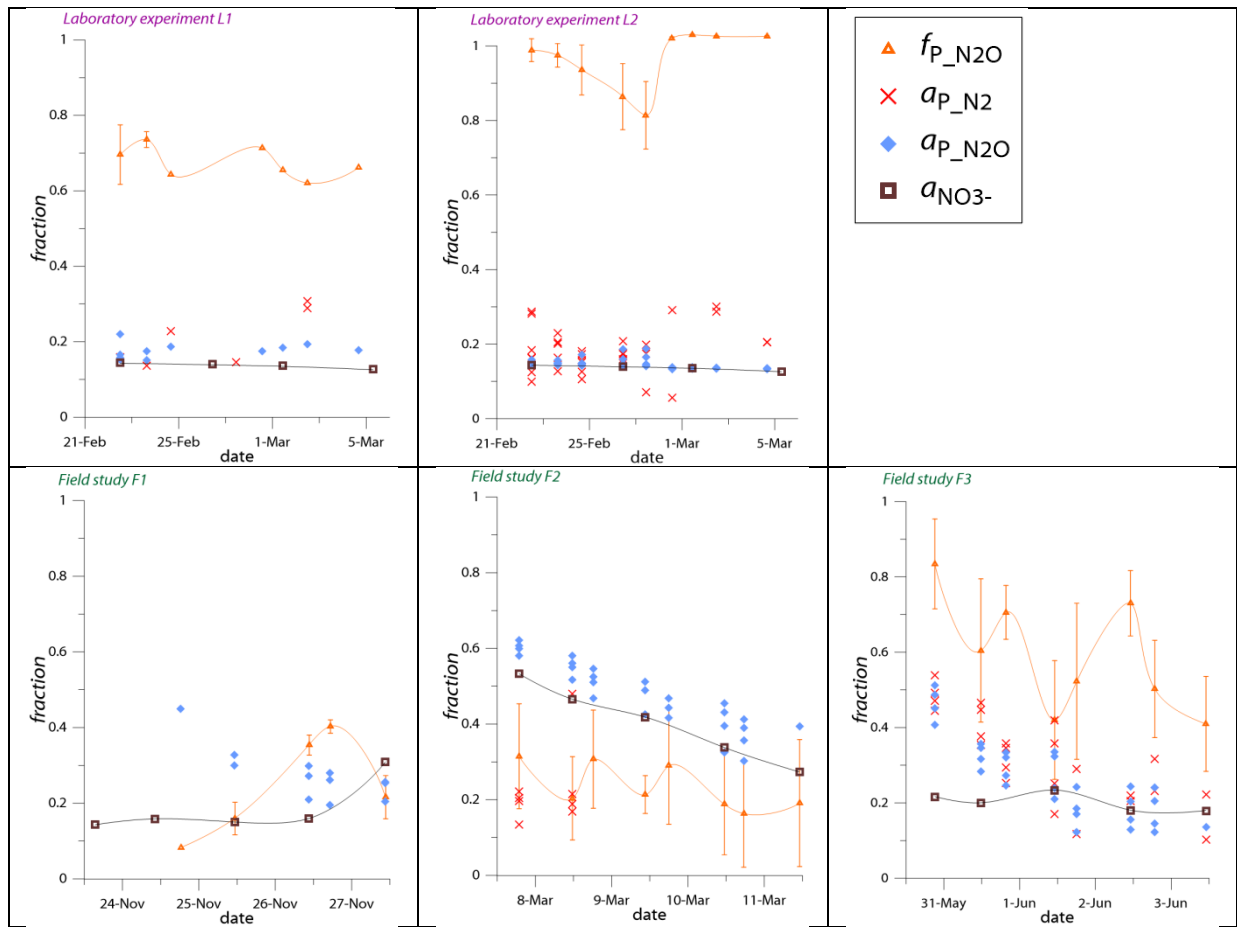 Laboratory experiment L1
1
0.8
0.6
0.4
0.2
0
fraction
21-Feb
25-Feb
1-Mar
5-Mar
date
Laboratory experiment L2
1
0.8
0.6
0.4
0.2
0
fraction
21-Feb
25-Feb
1-Mar
5-Mar
date
fP_N2O
aP_N2
aP_N2O
aNO3-
Field study F1
1
0.8
0.6
0.4
0.2
0
fraction
24-Nov
25-Nov
26-Nov
27-Nov
date
Field study F2
1
0.8
0.6
0.4
0.2
0
fraction
8-Mar
9-Mar
10-Mar
11-Mar
date
Field study F3
1
0.8
0.6
0.4
0.2
0
fraction
31-May
1-Jun
2-Jun
3-Jun
date